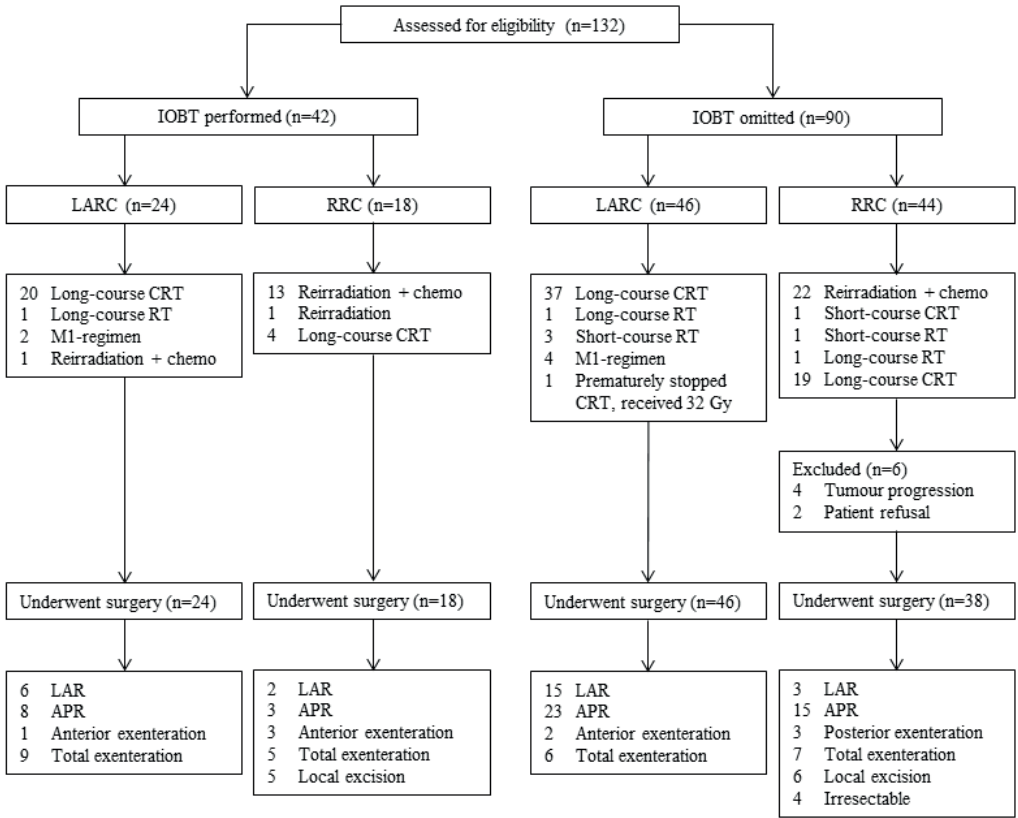 Assessed for eligibility (n=132)
IOBT performed (n=42)
IOBT omitted (n=90)
LARC (n=24)
RRC (n=18)
LARC (n=46)
RRC (n=44)
20 Long-course CRT
1 Long-course RT
2 M1-regimen
1 Reirradiation + chemo
13 Reirradiation + chemo
1 Reirradiation
4 Long-course CRT
37 Long-course CRT
1 Long-course RT
3 Short-course RT
4 M1-regimen
1 Prematurely stopped
CRT, received 32 Gy
22 Reirradiation + chemo
1 Short-course CRT
1 Short-course RT
1 Long-course RT
19 Long-course CRT
Excluded (n=6)
4 Tumour progression
2 Patient refusal
Underwent surgery (n=24)
Underwent surgery (n=18)
Underwent surgery (n=46)
Underwent surgery (n=38)
6 LAR
8 APR
1 Anterior exenteration
9 Total exenteration
2 LAR
3 APR
3 Anterior exenteration
5 Total exenteration
5 Local excision
15 LAR
23 APR
2 Anterior exenteration
6 Total exenteration
3 LAR
15 APR
3 Posterior exenteration
7 Total exenteration
6 Local excision
4 Irresectable